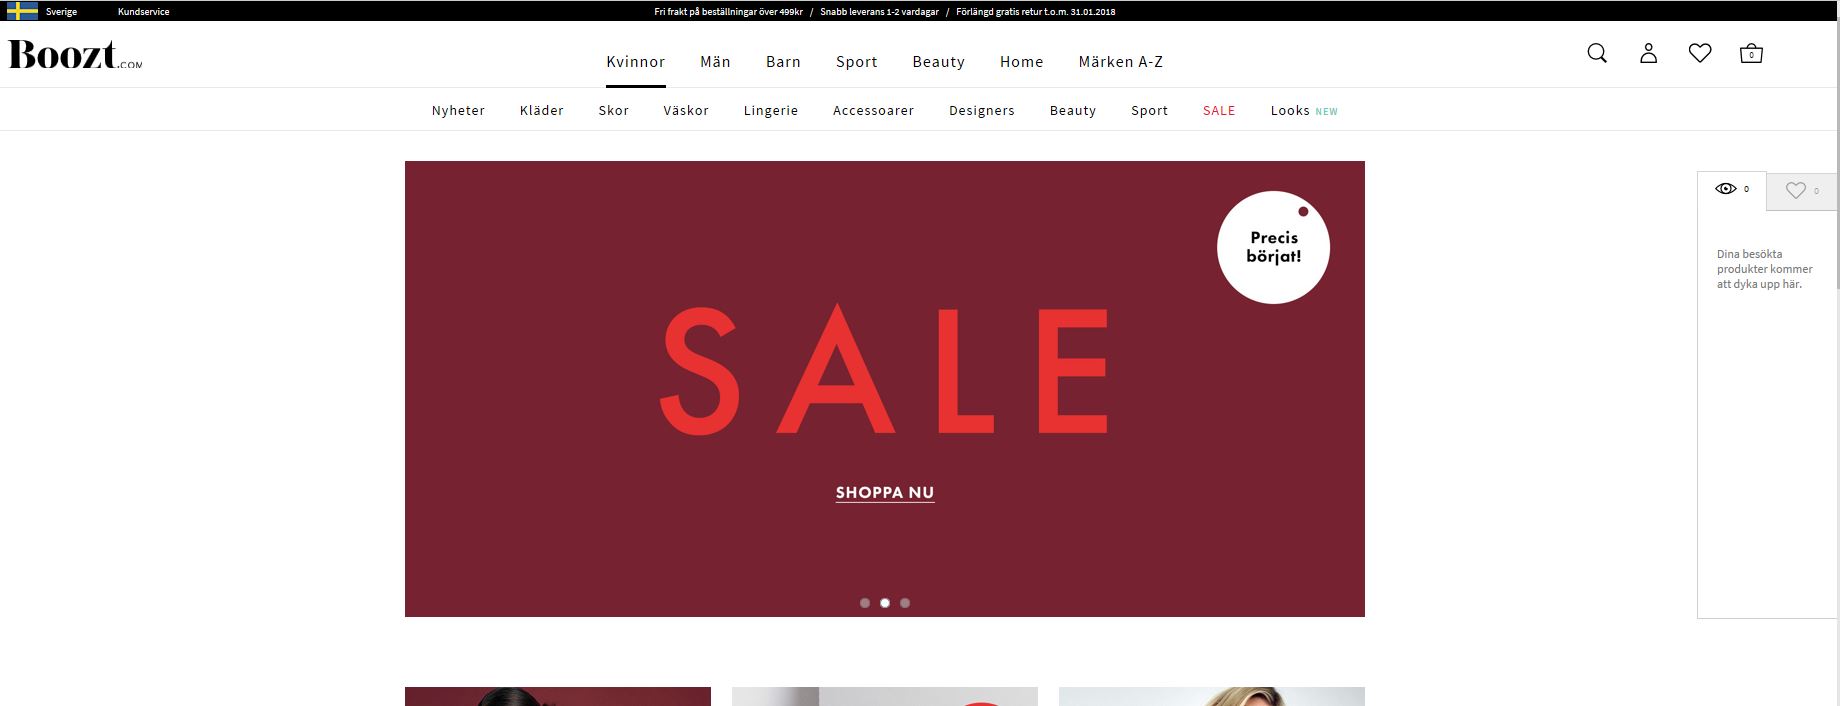 Sverige Kundservice Fri frakt på beställningar över 499kr / Snabb leverans 1-2 vardagar / Förlängd gratis retur t.o.m. 31.01.2018
Boozt.COM
Kvinnor Män Barn Sport Beauty Home Märken A-Z
0
Nyheter Kläder Skor Väskor Lingerie Accessoarer Designers Beauty Sport SALE Looks NEW
Precis
börjat!
SALE
SHOPPA NU
0 0
Dina besökta
produkter kommer
att dyka upp här.